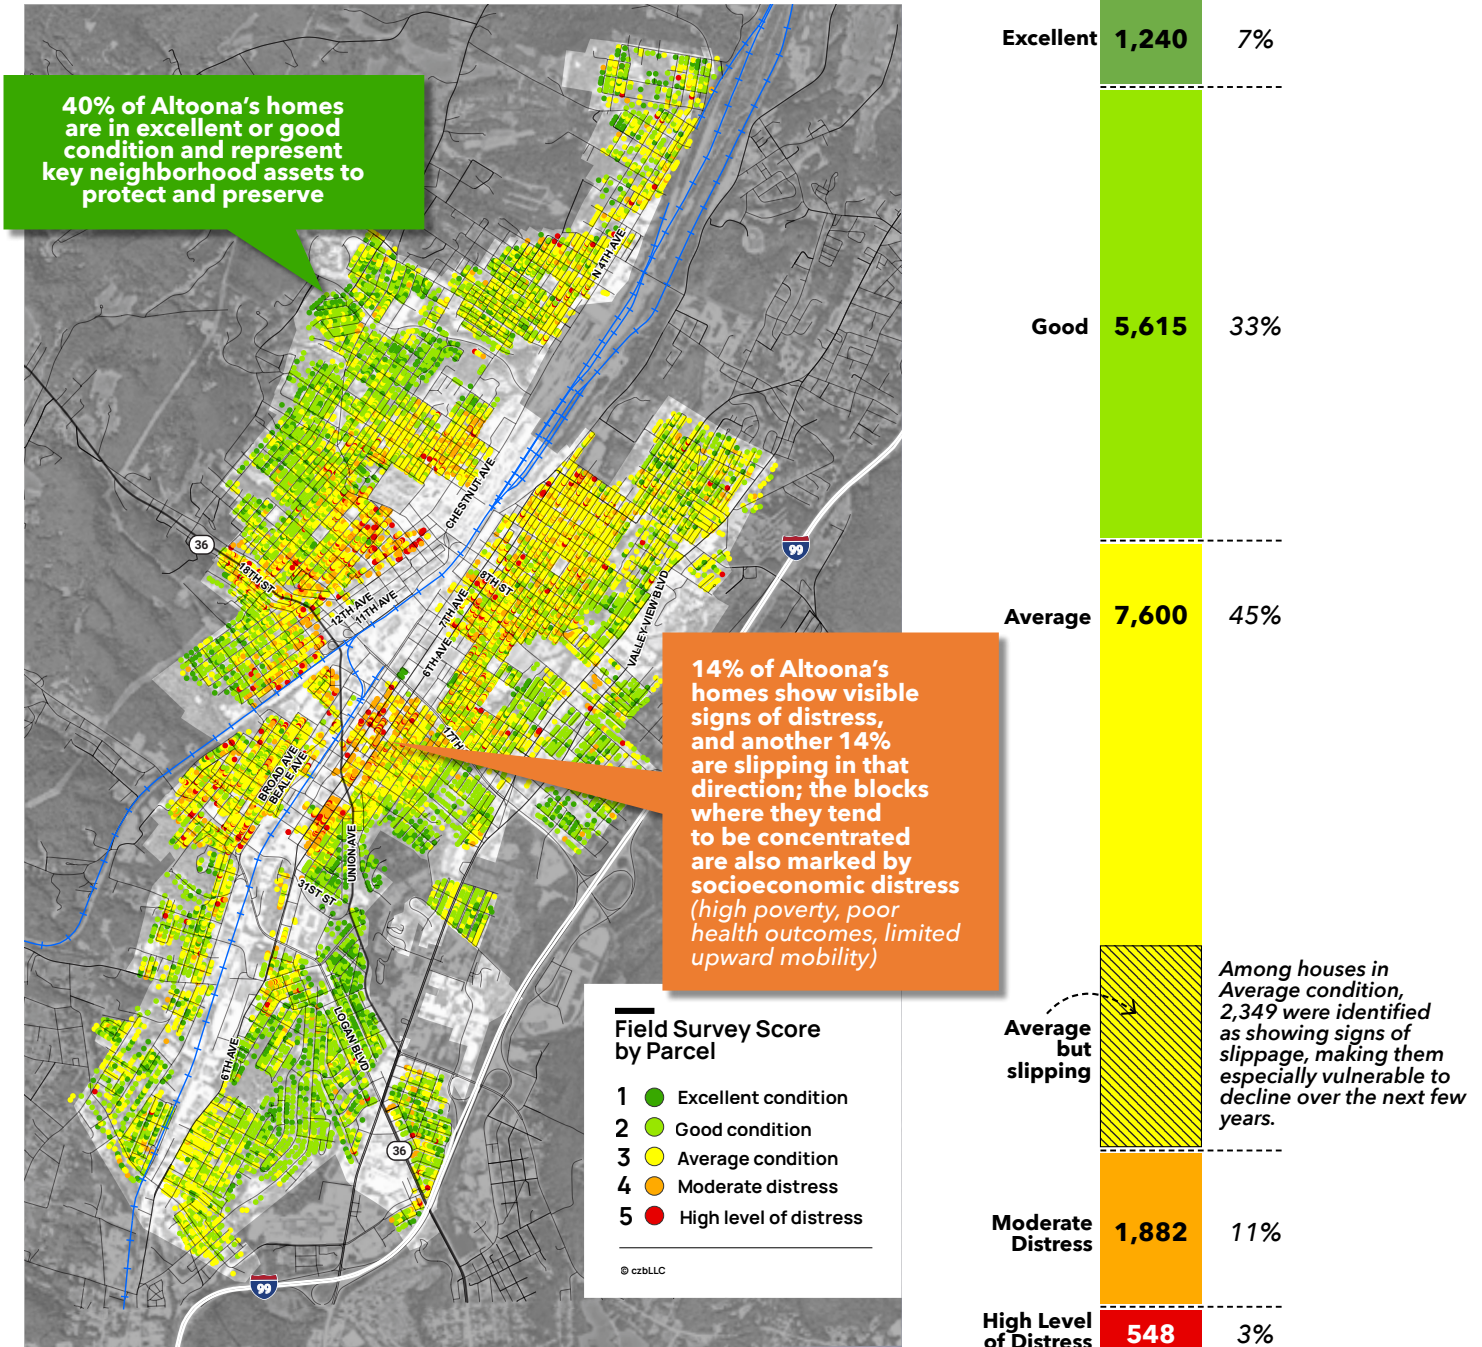 40% of Altoona's homes
are in excellent or good
condition and represent
key neighborhood assets to
protect and preserve
N 4TH AVE
CHESTNUT AVE
36
18TH ST
12TH AVE
11TH AVE
8TH ST
7TH AVE
6TH AVE
VALLEY VIEW BLVD
99
17TH
BROAD AVE
BEALE AVE
UNION AVE
31ST ST
LOGAN BLVD
6TH AVE
36
99
14% of Altoona's
homes show visible
signs of distress,
and another 14%
are slipping in that
direction; the blocks
where they tend
to be concentrated
are also marked by
socioeconomic distress
(high poverty, poor
health outcomes, limited
upward mobility)
Field Survey Score
by Parcel
1 Excellent condition
2 Good condition
3 Average condition
4 Moderate distress
5 High level of distress
© czbLLC
Excellent 1,240 7%
Good 5,615 33%
Average 7,600 45%
Average
but
slipping
Among houses in
Average condition,
2,349 were identified
as showing signs of
slippage, making them
especially vulnerable to
decline over the next few
years.
Moderate
Distress
1,882 11%
High Level
of Distress
548 3%